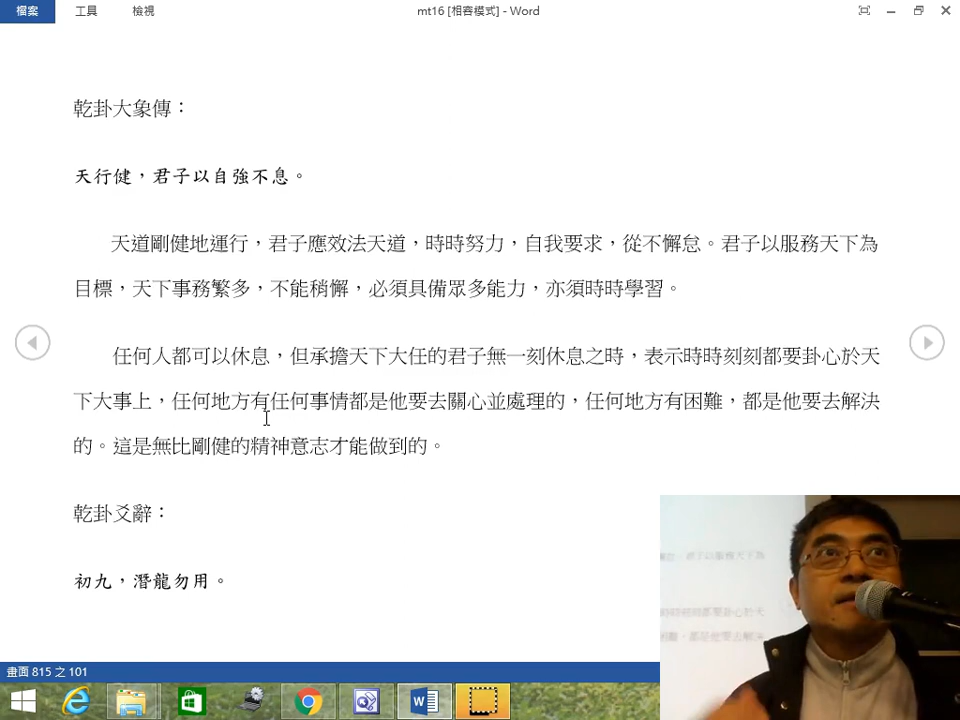 檔案 工具 檢視 mt16 [相容模式] - Word
乾卦大象傳：
天行健，君子以自強不息。
天道剛健地運行，君子應效法天道，時時努力，自我要求，從不懈怠。君子以服務天下為
目標，天下事務繁多，不能稍懈，必須具備眾多能力，亦須時時學習。
任何人都可以休息，但承擔天下大任的君子無一刻休息之時，表示時時刻刻都要卦心於天
下大事上，任何地方有任何事情都是他要去關心並處理的，任何地方有困難，都是他要去解決
的。這是無比剛健的精神意志才能做到的。
乾卦爻辭：
初九，潛龍勿用。
畫面 815 之 101